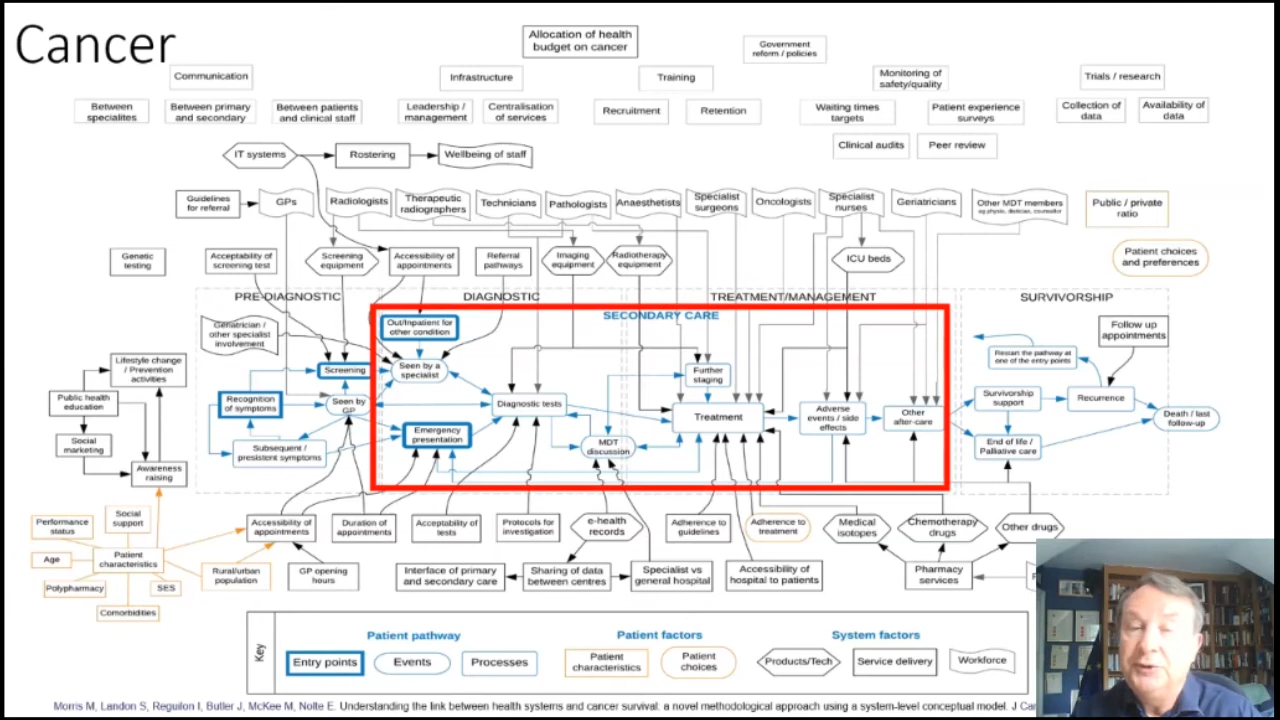 Cancer
Allocation of health
budget on cancer
Government
reform / policies
Communication
Infrastructure
Training
Monitoring of
safety/quality
Trials / research
Between
specialites
Between primary
and secondary
Between patients
and clinical staff
Leadership /
management
Centralisation
of services
Recruitment
Retention
Waiting times
targets
Patient experience
surveys
Collection of
data
Availability of
data
Clinical audits
Peer review
IT systems
Rostering
Wellbeing of staff
Guidelines
for referral
GPs
Radiologists
Therapeutic
radiographers
Technicians
Pathologists
Anaesthetists
Specialist
surgeons
Oncologists
Specialist
nurses
Geriatricians
Other MDT members
eg physio, dietician, counsellor
Public / private
ratio
Genetic
testing
Acceptability of
screening test
Screening
equipment
Accessibility of
appointments
Referral
pathways
Imaging
equipment
Radiotherapy
equipment
ICU beds
Patient choices
and preferences
PRE-DIAGNOSTIC
DIAGNOSTIC
TREATMENT/MANAGEMENT
SURVIVORSHIP
SECONDARY CARE
Geriatrician /
other specialist
involvement
Out/Inpatient for
other condition
Follow up
appointments
Lifestyle change
/ Prevention
activities
Screening
Seen by a
specialist
Further
staging
Restart the pathway at
one of the entry points
Public health
education
Recognition
of symptoms
Seen by
GP
Diagnostic tests
Treatment
Adverse
events / side
effects
Other
after-care
Survivorship
support
Recurrence
Death / last
follow-up
Social
marketing
Emergency
presentation
MDT
discussion
End of life /
Palliative care
Subsequent /
presistent symptoms
Awareness
raising
Performance
status
Social
support
Accessibility of
appointments
Duration of
appointments
Acceptability of
tests
Protocols for
investigation
e-health
records
Adherence to
guidelines
Adherence to
treatment
Medical
isotopes
Chemotherapy
drugs
Other drugs
Age
Patient
characteristics
Rural/urban
population
GP opening
hours
Interface of primary
and secondary care
Sharing of data
between centres
Specialist vs
general hospital
Accessibility of
hospital to patients
Pharmacy
services
Polypharmacy
SES
Comorbidities
Key
Patient pathway
Patient factors
System factors
Entry points
Events
Processes
Patient
characteristics
Patient
choices
Products/Tech
Service delivery
Workforce
Morris M, Landon S, Reguilon I, Butler J, McKee M, Nolte E. Understanding the link between health systems and cancer survival: a novel methodological approach using a system-level conceptual model. J